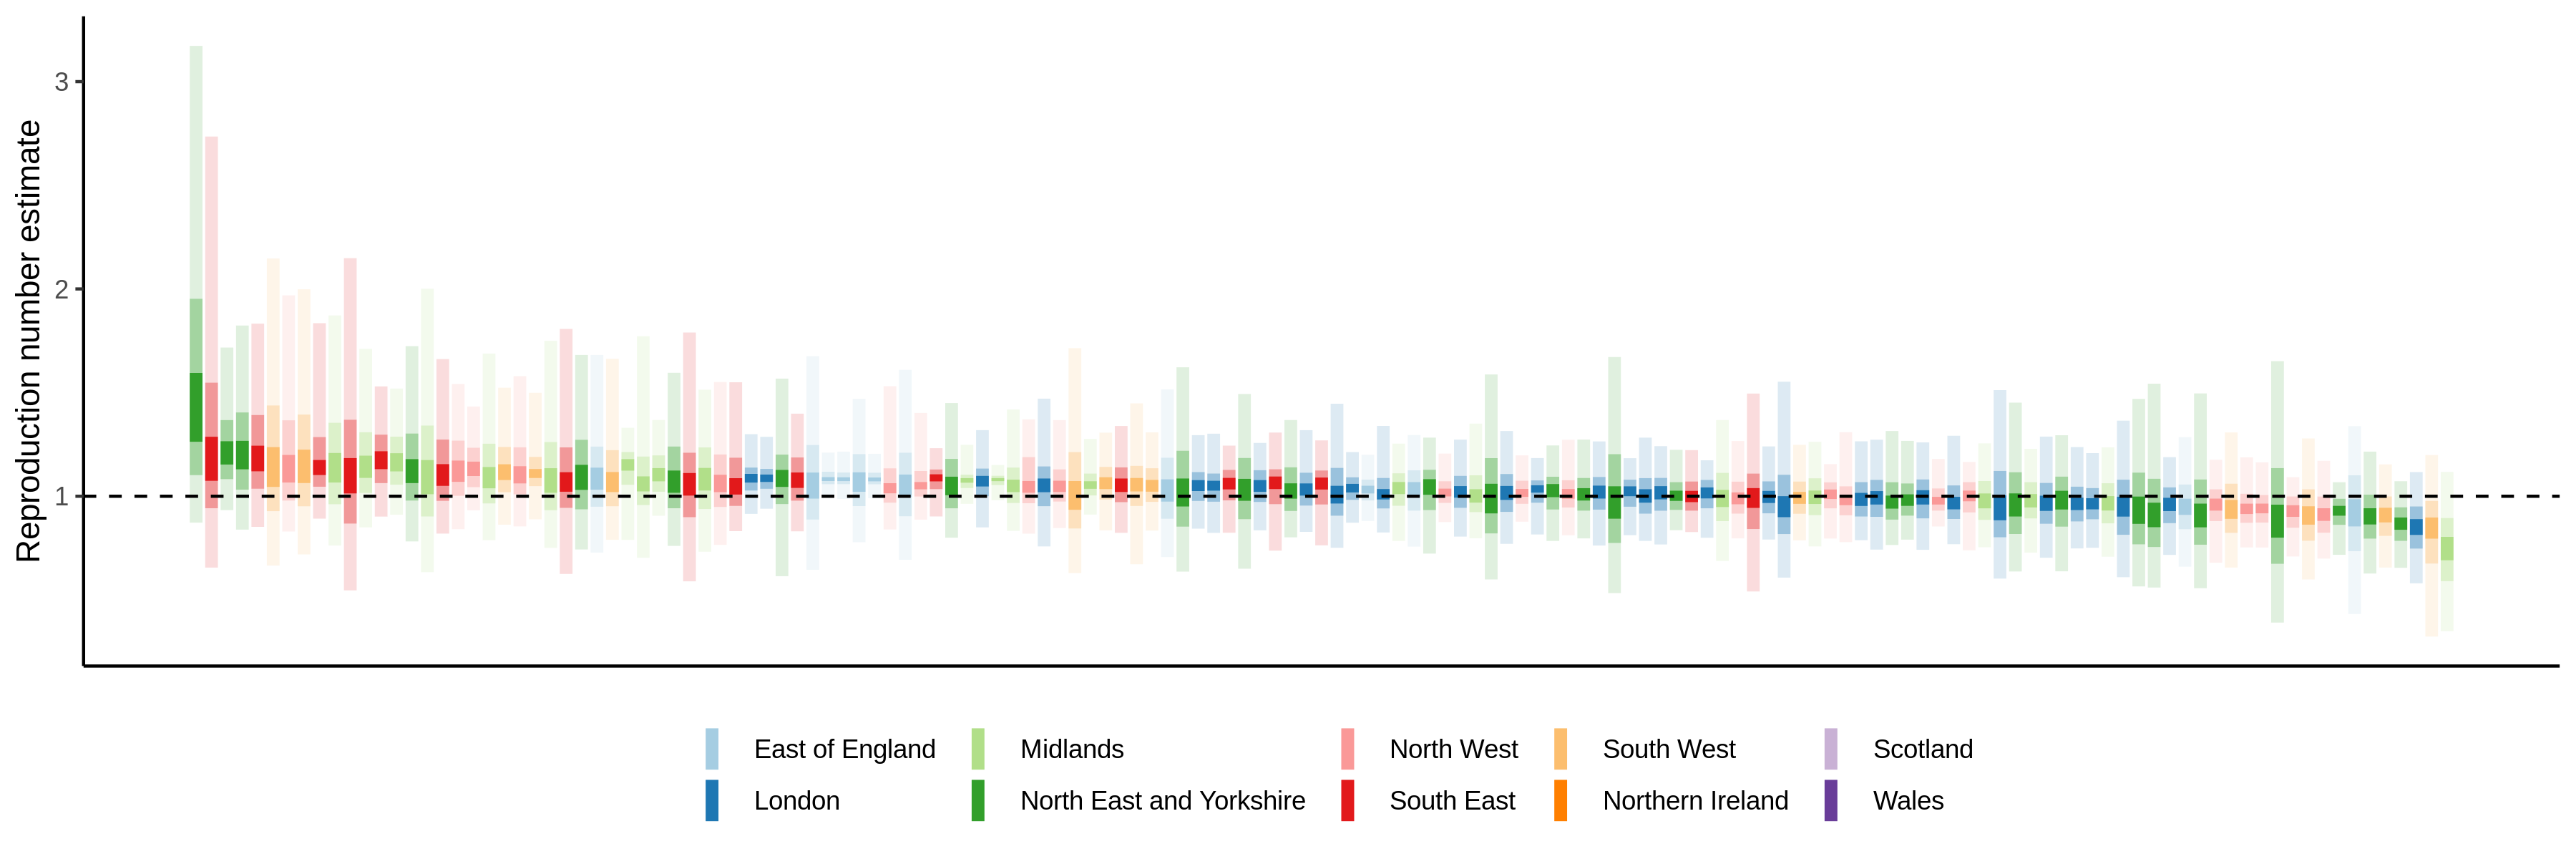 Reproduction number estimate
3
2
1
East of England
Midlands
North West
South West
Scotland
London
North East and Yorkshire
South East
Northern Ireland
Wales